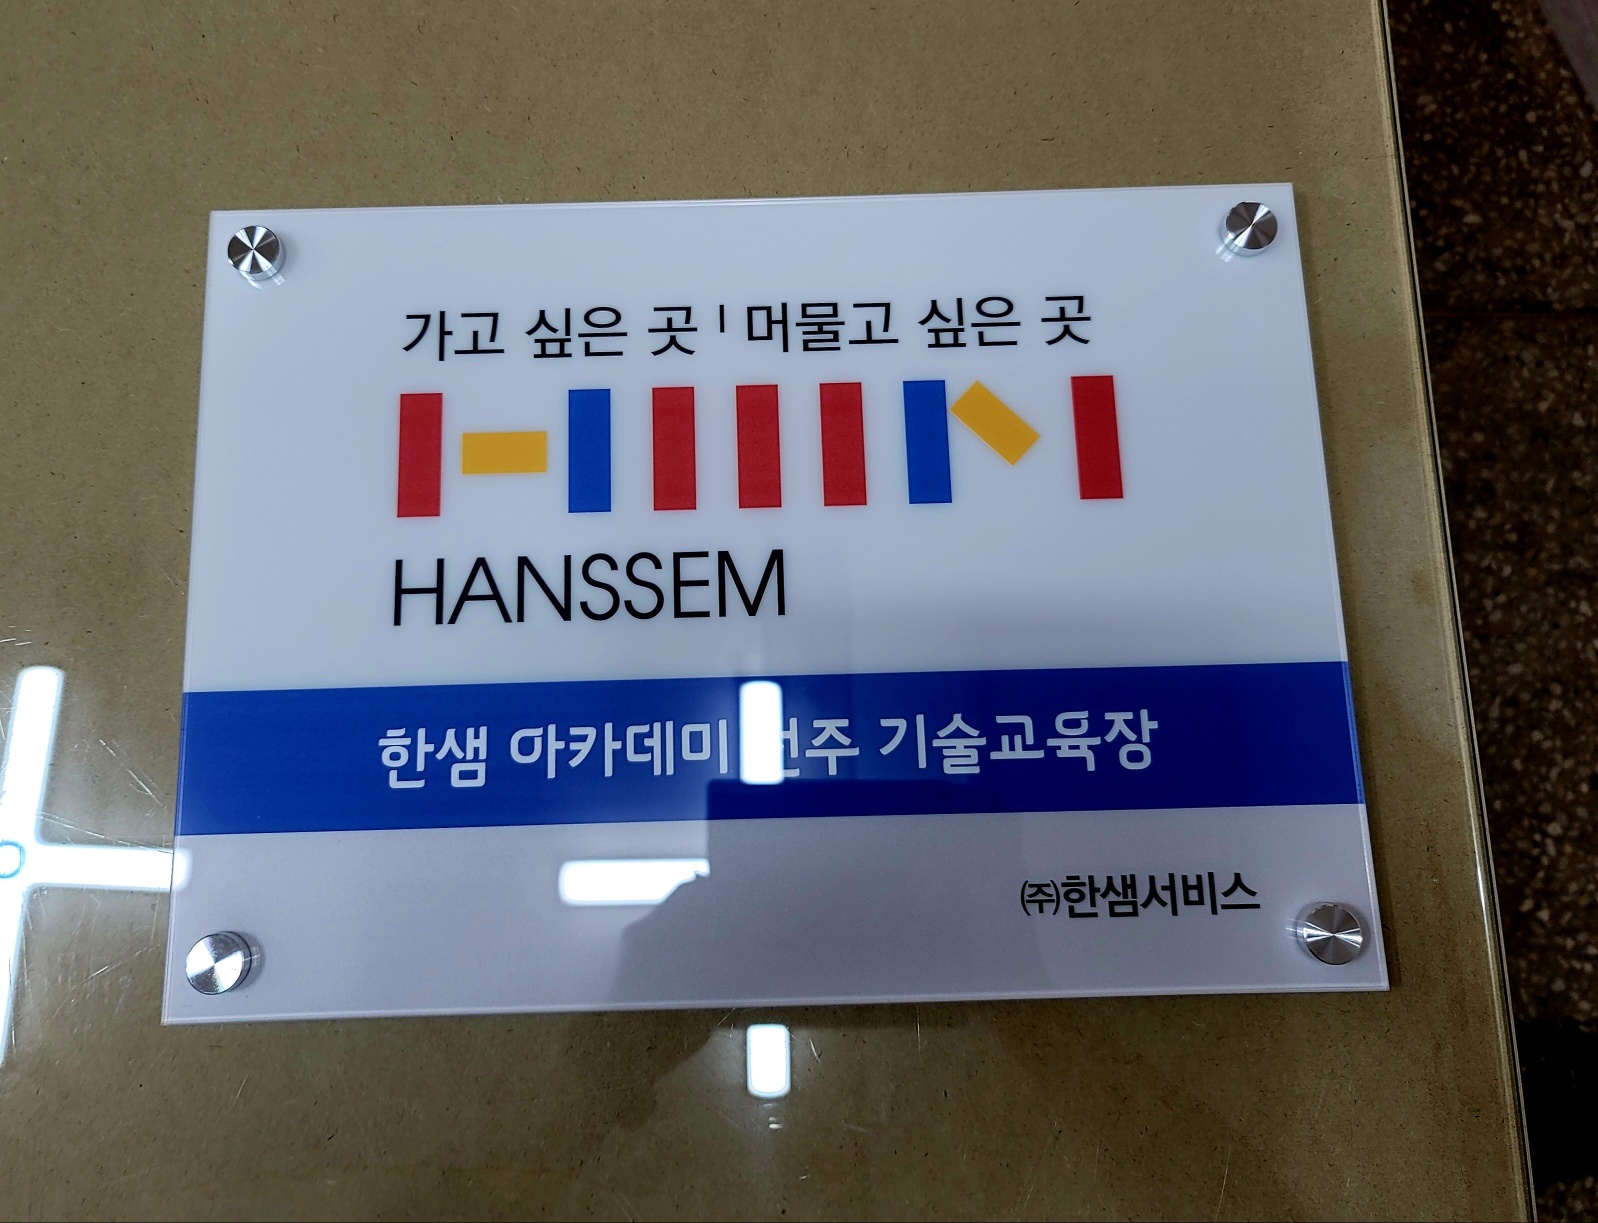 가고 싶은 곳 | 머물고 싶은 곳
HANSSEM
한샘 아카데미 기술교육장
㈜한샘서비스